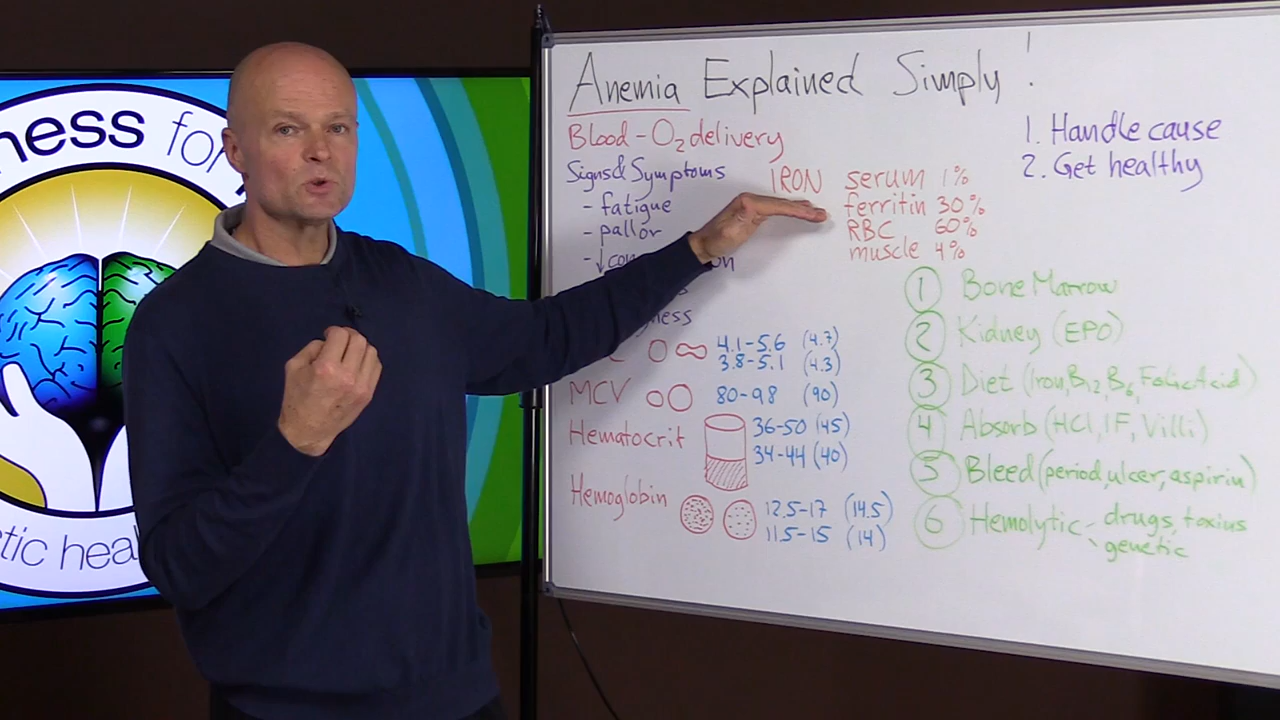 ness for
tic heal
Anemia Explained Simply!
Blood - O₂ delivery
Signs & Symptoms
- fatigue
- pallor
- ↓
ness
IRON serum 1%
ferritin 30%
RBC 60%
muscle 4%
4.1-5.6 (4.7)
3.8-5.1 (4.3)
MCV 80-98 (90)
Hematocrit 36-50 (45)
34-44 (40)
Hemoglobin 12.5-17 (14.5)
11.5-15 (14)
1. Handle cause
2. Get healthy
1 Bone Marrow
2 Kidney (EPO)
3 Diet (Iron, B12, B6, Folic Acid)
4 Absorb (HCl, IF, Villi)
5 Bleed (period, ulcer, aspirin)
6 Hemolytic - drugs, toxins
- genetic